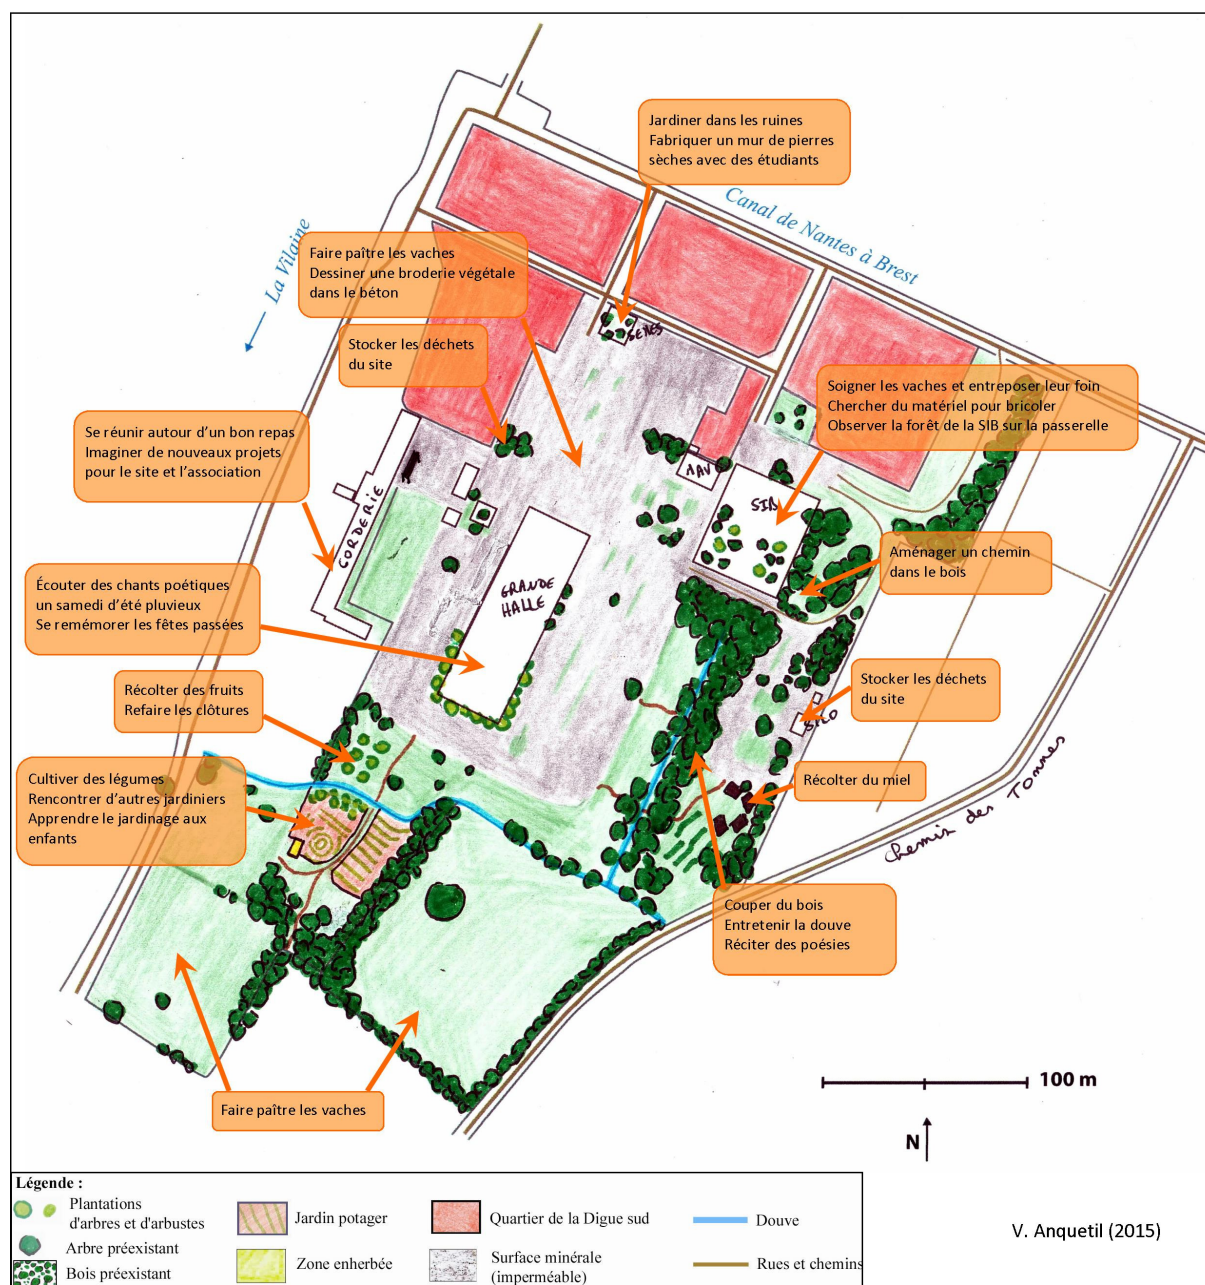 Jardiner dans les ruines
Fabriquer un mur de pierres
sèches avec des étudiants
Canal de Nantes à Brest
La Vilaine
Faire paître les vaches
Dessiner une broderie végétale
dans le béton
SENES
Stocker les déchets
du site
Soigner les vaches et entreposer leur foin
Chercher du matériel pour bricoler
Observer la forêt de la SIB sur la passerelle
Se réunir autour d'un bon repas
Imaginer de nouveaux projets
pour le site et l'association
CORDERIE
SIB
Aménager un chemin
dans le bois
GRANDE
HALLE
Écouter des chants poétiques
un samedi d'été pluvieux
Se remémorer les fêtes passées
Récolter des fruits
Refaire les clôtures
Stocker les déchets
du site
Cultiver des légumes
Rencontrer d'autres jardiniers
Apprendre le jardinage aux
enfants
Récolter du miel
Chemin des Tonnes
Couper du bois
Entretenir la douve
Réciter des poésies
Faire paître les vaches
100 m
N
Légende :
Plantations
d'arbres et d'arbustes
Arbre préexistant
Bois préexistant
Jardin potager
Zone enherbée
Quartier de la Digue sud
Surface minérale
(imperméable)
Douve
Rues et chemins
V. Anquetil (2015)